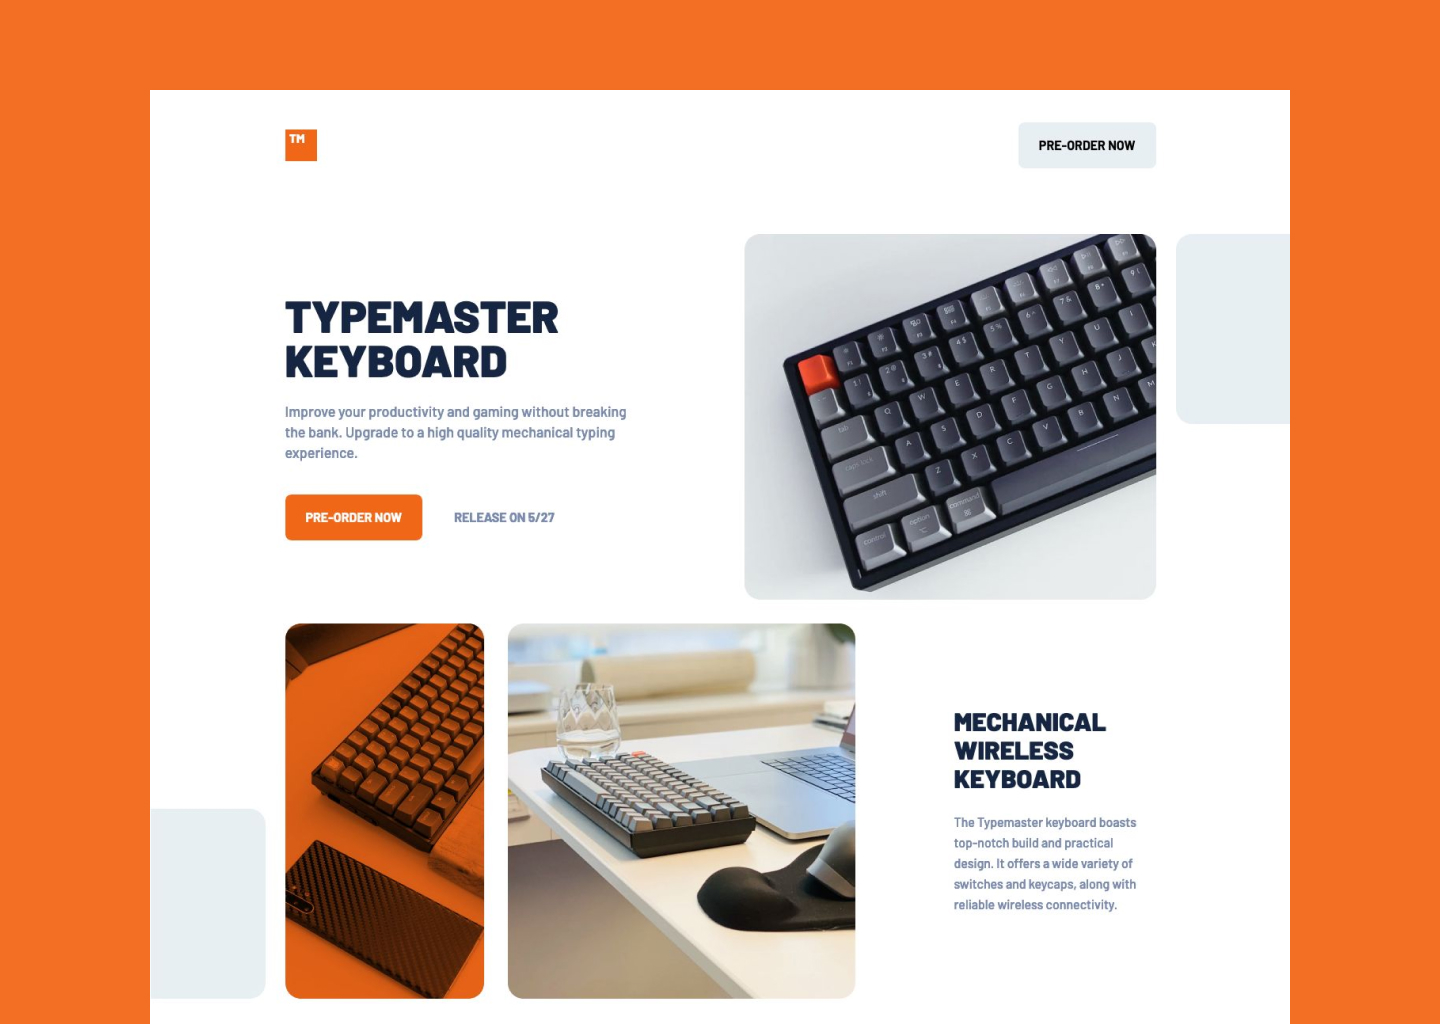 TM
PRE-ORDER NOW
TYPEMASTER
KEYBOARD
Improve your productivity and gaming without breaking
the bank. Upgrade to a high quality mechanical typing
experience.
PRE-ORDER NOW
RELEASE ON 5/27
MECHANICAL
WIRELESS
KEYBOARD
The Typemaster keyboard boasts
top-notch build and practical
design. It offers a wide variety of
switches and keycaps, along with
reliable wireless connectivity.